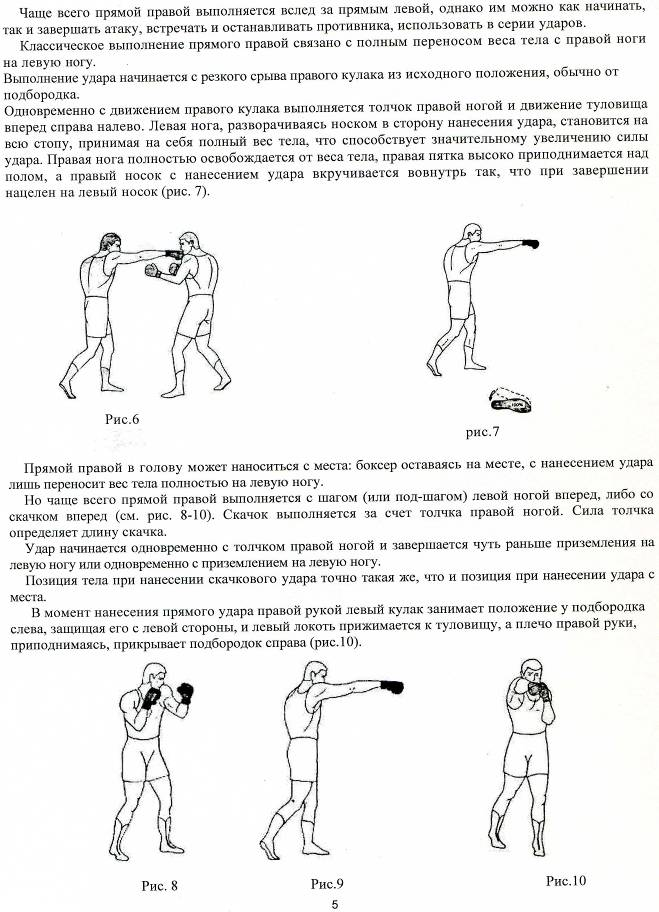 Чаще всего прямой правой выполняется вслед за прямым левой, однако им можно как начинать,
так и завершать атаку, встречать и останавливать противника, использовать в серии ударов.
Классическое выполнение прямого правой связано с полным переносом веса тела с правой ноги
на левую ногу.
Выполнение удара начинается с резкого срыва правого кулака из исходного положения, обычно от
подбородка.
Одновременно с движением правого кулака выполняется толчок правой ногой и движение туловища
вперед справа налево. Левая нога, разворачиваясь носком в сторону нанесения удара, становится на
всю стопу, принимая на себя полный вес тела, что способствует значительному увеличению силы
удара. Правая нога полностью освобождается от веса тела, правая пятка высоко приподнимается над
полом, а правый носок с нанесением удара вкручивается вовнутрь так, что при завершении
нацелен на левый носок (рис. 7).
Рис.6
100%
рис.7
Прямой правой в голову может наноситься с места: боксер оставаясь на месте, с нанесением удара
лишь переносит вес тела полностью на левую ногу.
Но чаще всего прямой правой выполняется с шагом (или под-шагом) левой ногой вперед, либо со
скачком вперед (см. рис. 8-10). Скачок выполняется за счет толчка правой ногой. Сила толчка
определяет длину скачка.
Удар начинается одновременно с толчком правой ногой и завершается чуть раньше приземления на
левую ногу или одновременно с приземлением на левую ногу.
Позиция тела при нанесении скачкового удара точно такая же, что и позиция при нанесении удара с
места.
В момент нанесения прямого удара правой рукой левый кулак занимает положение у подбородка
слева, защищая его с левой стороны, и левый локоть прижимается к туловищу, а плечо правой руки,
приподнимаясь, прикрывает подбородок справа (рис.10).
Рис. 8
Рис.9
Рис.10
5